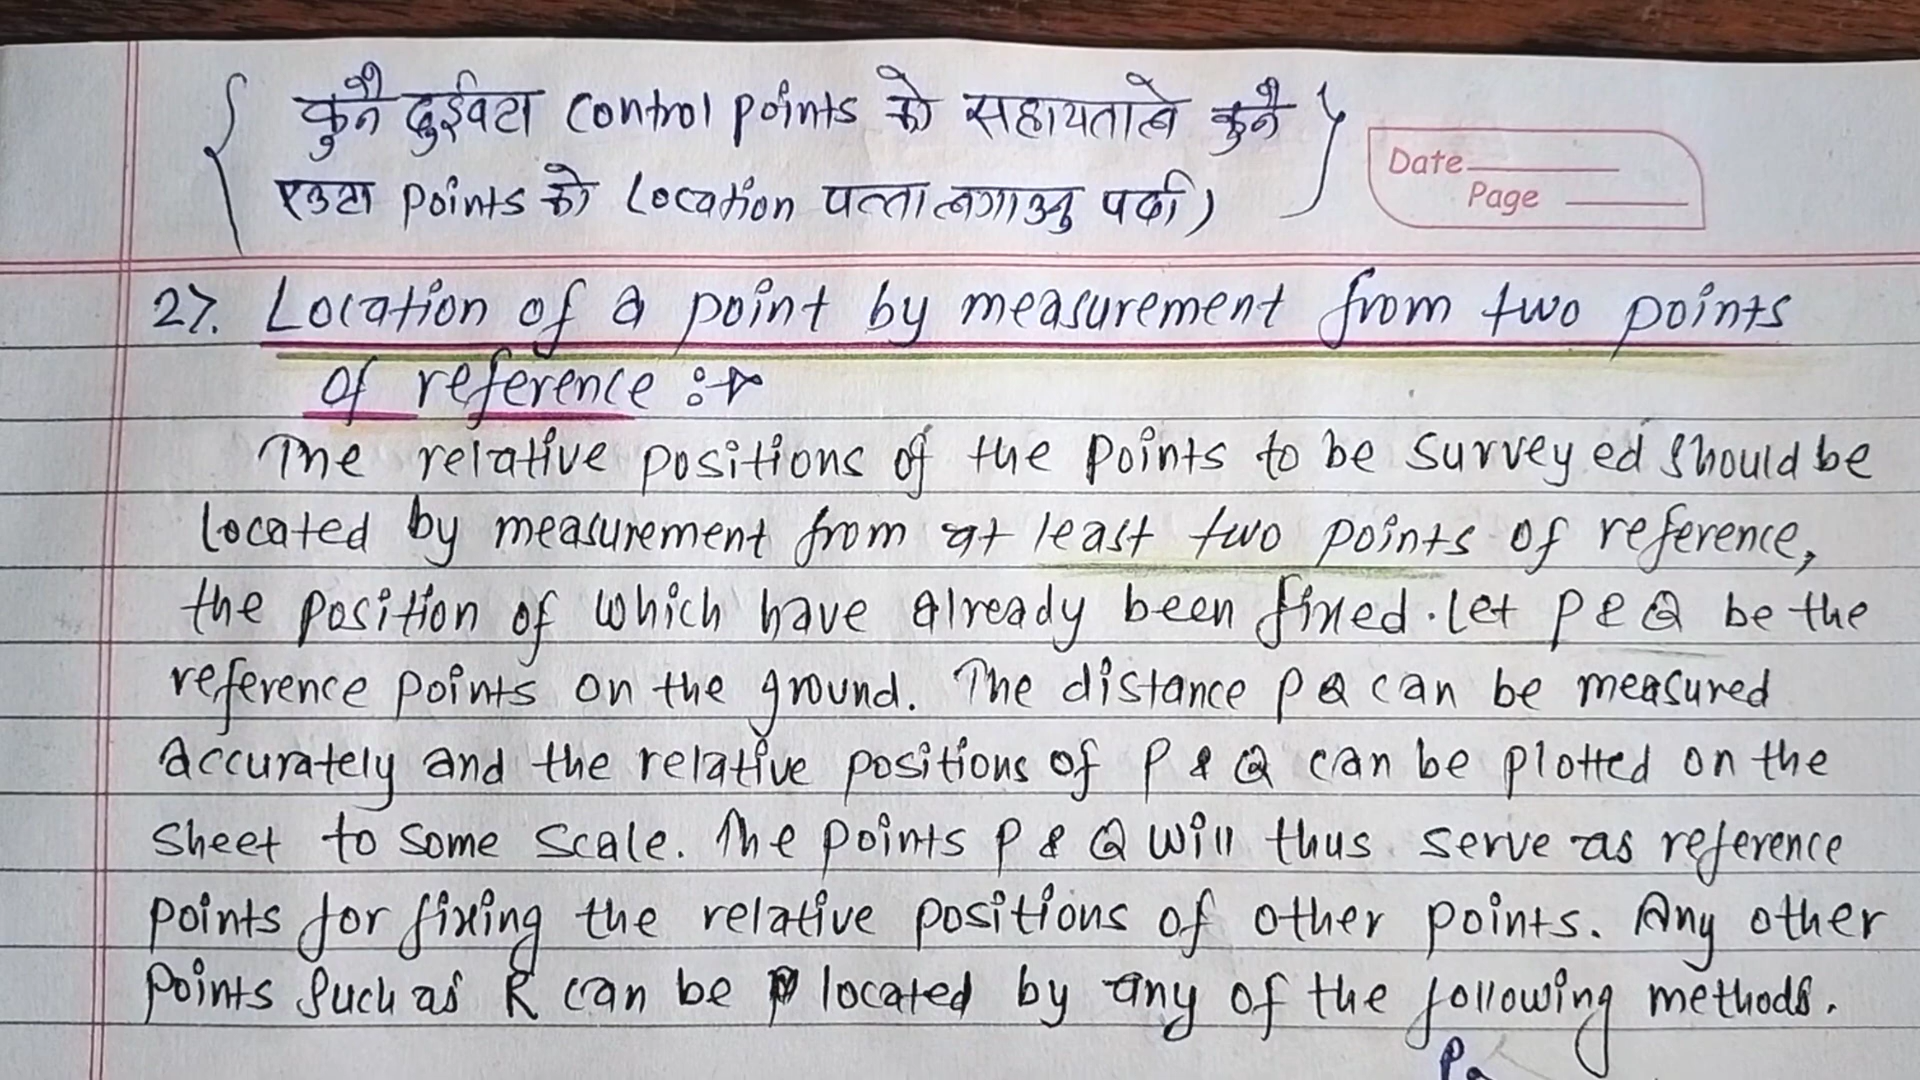 { कुनै दुईवटा control points को सहायताले कुनै }
एउटा points को location पत्ता लगाउनु पर्दा)
Date
Page
2). Location of a point by measurement from two points
of reference :→
The relative positions of the points to be surveyed should be
located by measurement from at least two points of reference,
the position of which have already been fixed. Let P & Q be the
reference points on the ground. The distance PQ can be measured
accurately and the relative positions of P & Q can be plotted on the
sheet to some scale. The points P & Q will thus serve as reference
points for fixing the relative positions of other points. Any other
points such as R can be located by any of the following methods.